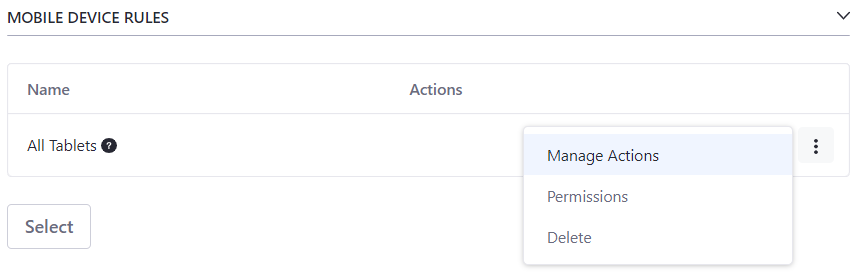 MOBILE DEVICE RULES
Name Actions
All Tablets ?
Manage Actions
Permissions
Delete
Select